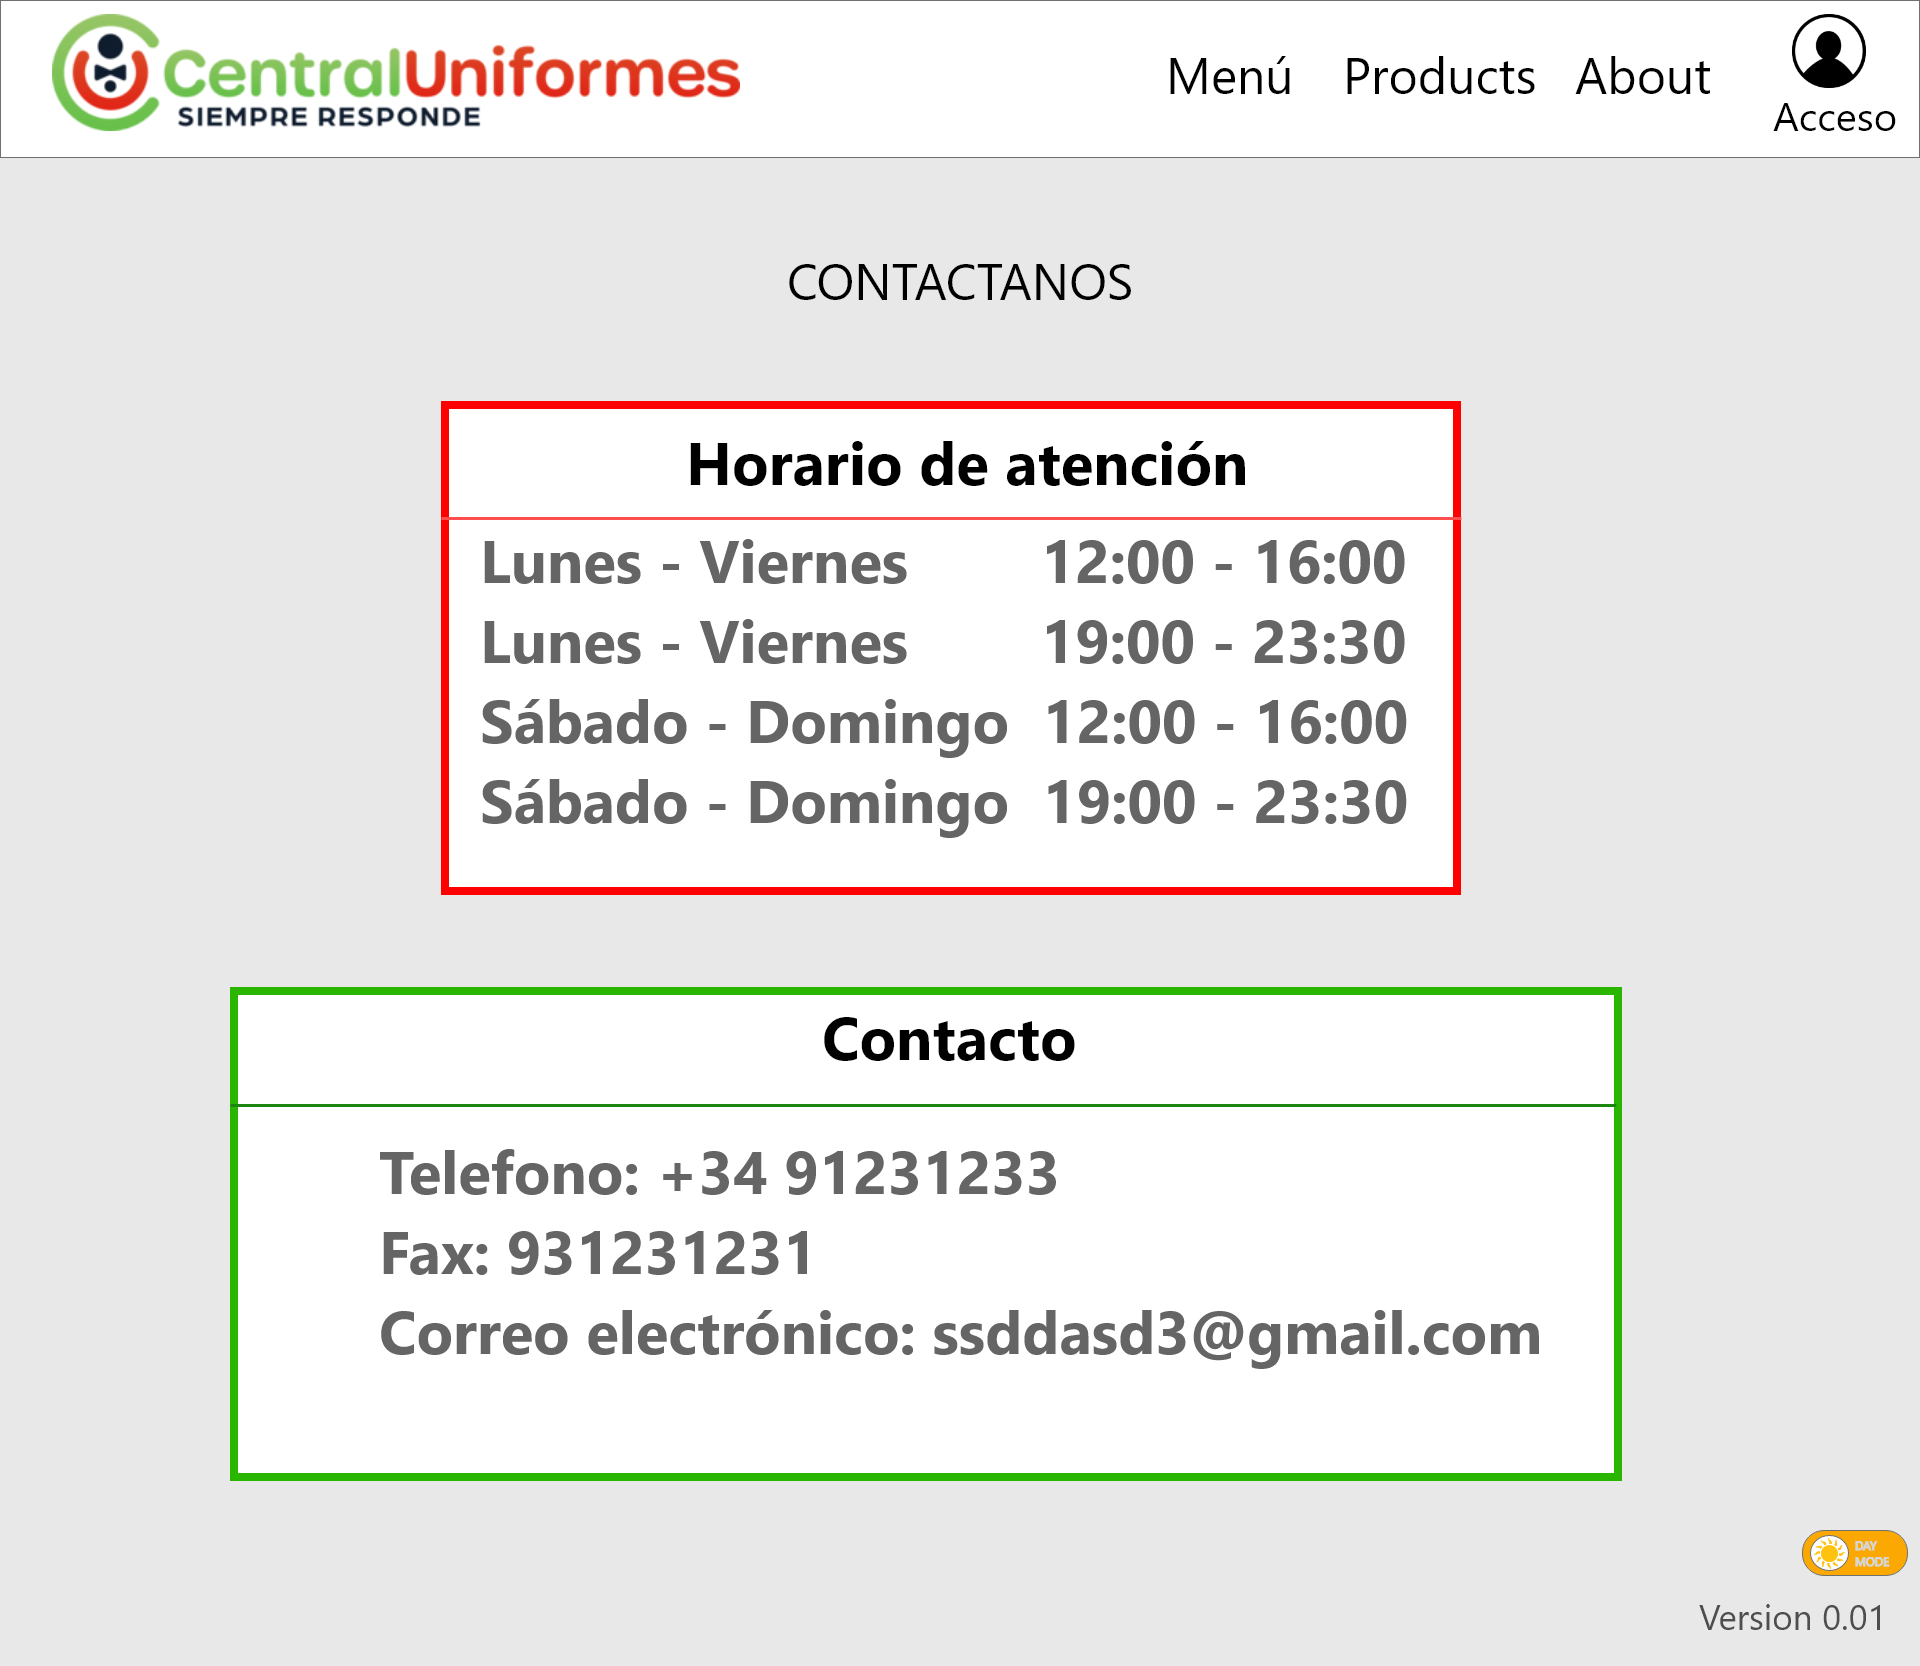 CentralUniformes
SIEMPRE RESPONDE
Menú Products About
Acceso
CONTACTANOS
Horario de atención
Lunes - Viernes 12:00 - 16:00
Lunes - Viernes 19:00 - 23:30
Sábado - Domingo 12:00 - 16:00
Sábado - Domingo 19:00 - 23:30
Contacto
Telefono: +34 91231233
Fax: 931231231
Correo electrónico: ssddasd3@gmail.com
DAY
MODE
Version 0.01